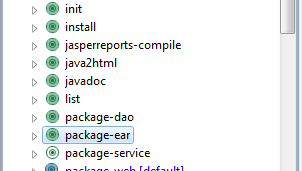 init
install
jasperreports-compile
java2html
javadoc
list
package-dao
package-ear
package-service
package-web [default]